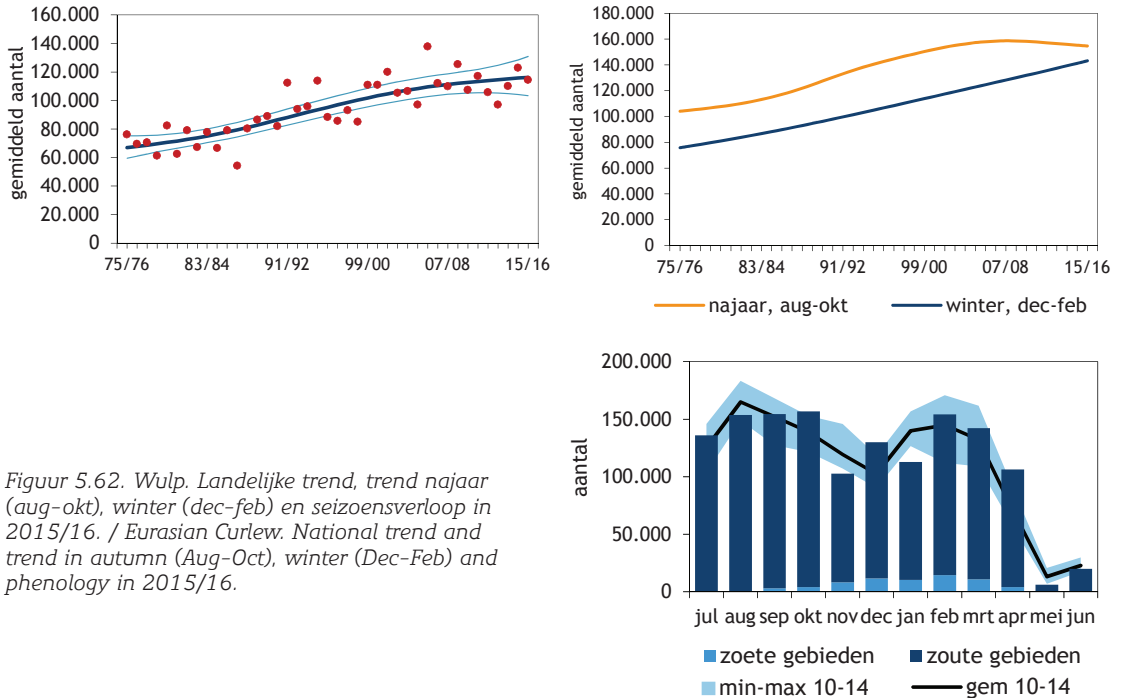 160.000
140.000
120.000
100.000
80.000
60.000
40.000
20.000
0
gemiddeld aantal
75/76 83/84 91/92 99/00 07/08 15/16
180.000
160.000
140.000
120.000
100.000
80.000
60.000
40.000
20.000
0
gemiddeld aantal
75/76 83/84 91/92 99/00 07/08 15/16
najaar, aug-okt winter, dec-feb
Figuur 5.62. Wulp. Landelijke trend, trend najaar
(aug-okt), winter (dec-feb) en seizoensverloop in
2015/16. / Eurasian Curlew. National trend and
trend in autumn (Aug-Oct), winter (Dec-Feb) and
phenology in 2015/16.
200.000
150.000
100.000
50.000
0
aantal
jul aug sep okt nov dec jan feb mrt apr mei jun
zoete gebieden zoute gebieden
min-max 10-14 gem 10-14